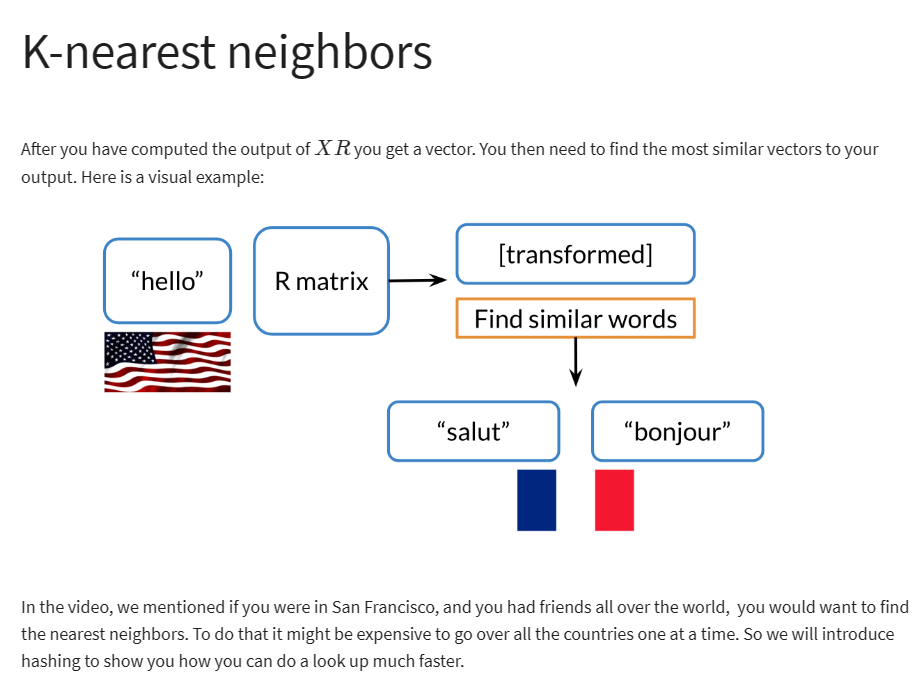 K-nearest neighbors
After you have computed the output of XR you get a vector. You then need to find the most similar vectors to your
output. Here is a visual example:
“hello”
R matrix
[transformed]
Find similar words
“salut”
“bonjour”
In the video, we mentioned if you were in San Francisco, and you had friends all over the world,  you would want to find
the nearest neighbors. To do that it might be expensive to go over all the countries one at a time. So we will introduce
hashing to show you how you can do a look up much faster.